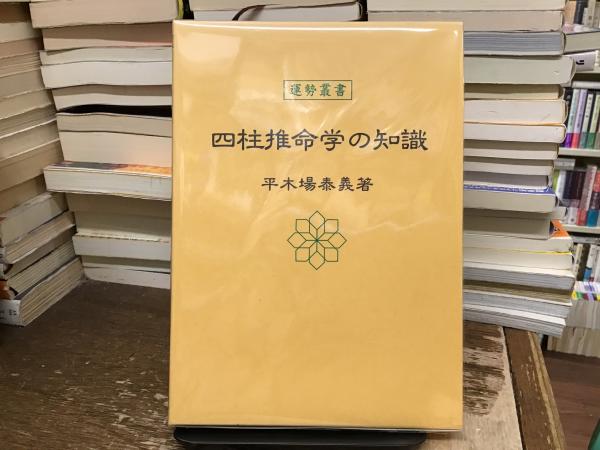 運勢叢書
四柱推命学の知識
平木場泰義著